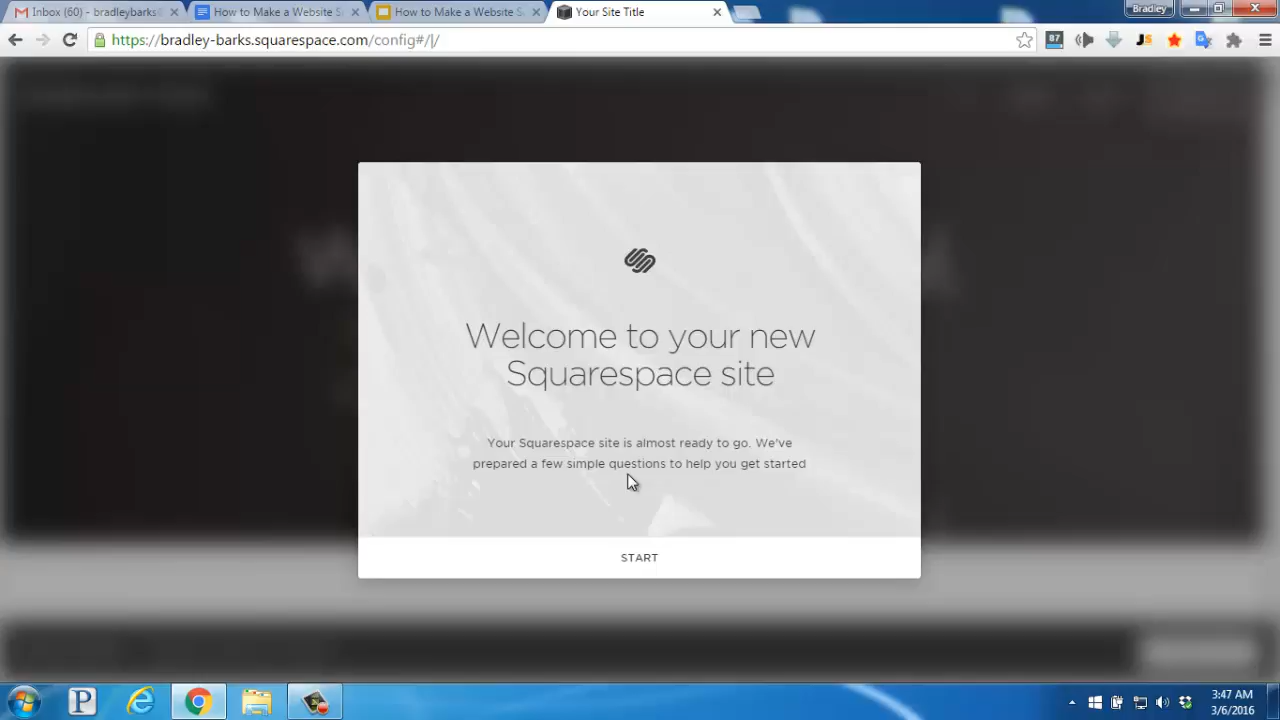 Inbox (60) - bradleybarks@
How to Make a Website S
How to Make a Website S
Your Site Title
Bradley
https://bradley-barks.squarespace.com/config#/|/
87
JS
Welcome to your new
Squarespace site
Your Squarespace site is almost ready to go. We've
prepared a few simple questions to help you get started
START
3:47 AM
3/6/2016